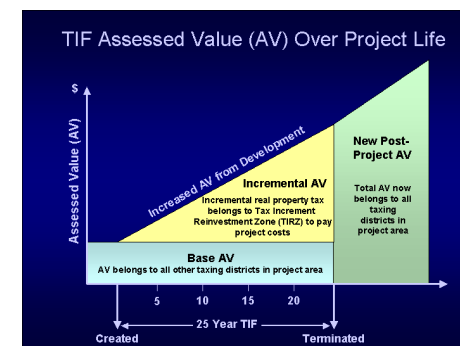 TIF Assessed Value (AV) Over Project Life
$
Assessed Value (AV)
Increased AV from Development
Incremental AV
Incremental real property tax
belongs to Tax Increment
Reinvestment Zone (TIRZ) to pay
project costs
New Post-
Project AV
Total AV now
belongs to all
taxing
districts in
project area
Base AV
AV belongs to all other taxing districts in project area
5 10 15 20
25 Year TIF
Created Terminated